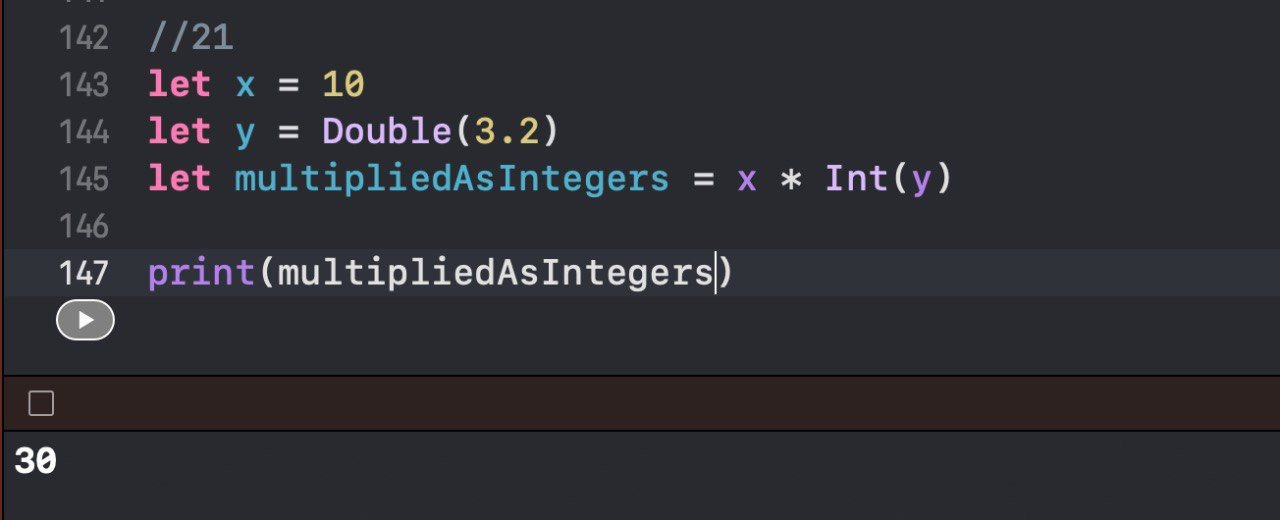 142 //21
143 let x = 10
144 let y = Double(3.2)
145 let multipliedAsIntegers = x * Int(y)
146
147 print(multipliedAsIntegers)
30